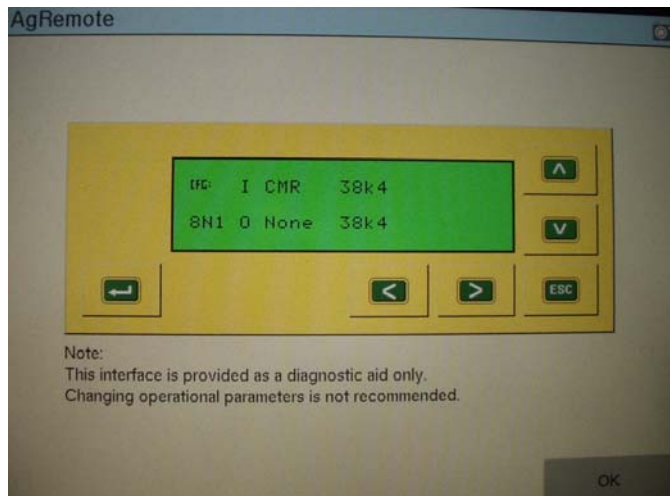 AgRemote
CFG: I CMR 38k4
8N1 O None 38k4
ESC
Note:
This interface is provided as a diagnostic aid only.
Changing operational parameters is not recommended.
OK